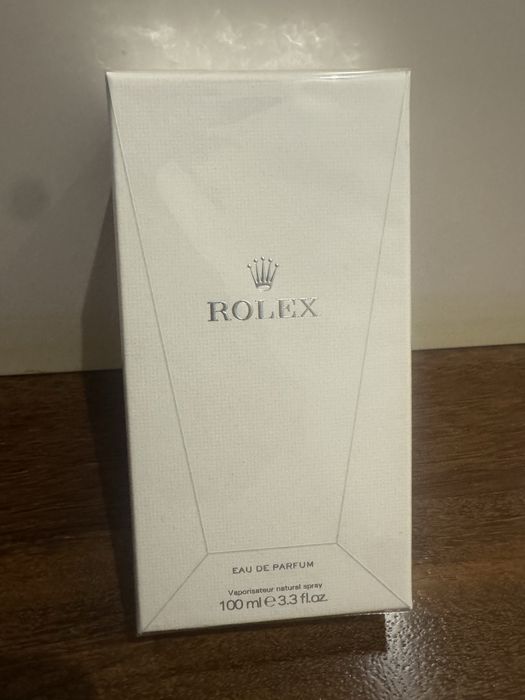 ROLEX
EAU DE PARFUM
Vaporisateur natural spray
100 ml e 3.3 fl.oz.